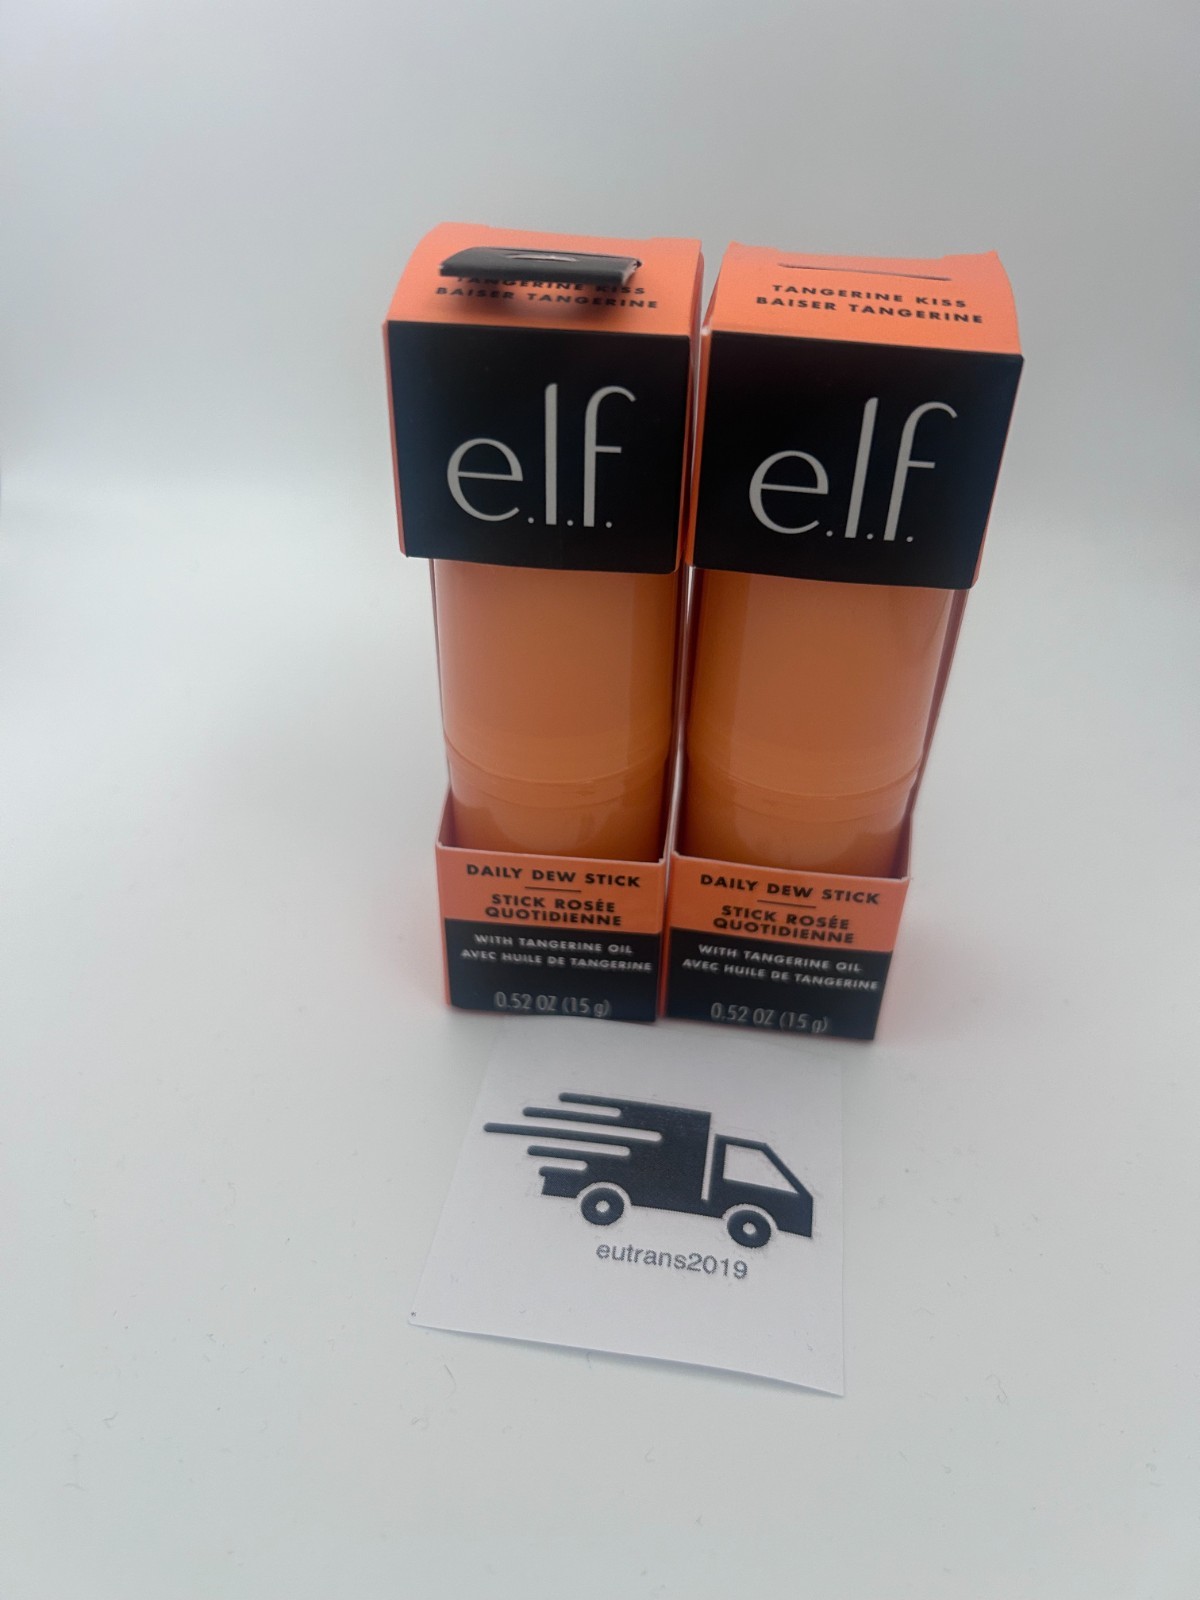 TANGERINE KISS
BAISER TANGERINE
e.l.f.
DAILY DEW STICK
STICK ROSÉE
QUOTIDIENNE
WITH TANGERINE OIL
AVEC HUILE DE TANGERINE
0.52 OZ (15 g)
TANGERINE KISS
BAISER TANGERINE
e.l.f.
DAILY DEW STICK
STICK ROSÉE
QUOTIDIENNE
WITH TANGERINE OIL
AVEC HUILE DE TANGERINE
0.52 OZ (15 g)
eutrans2019